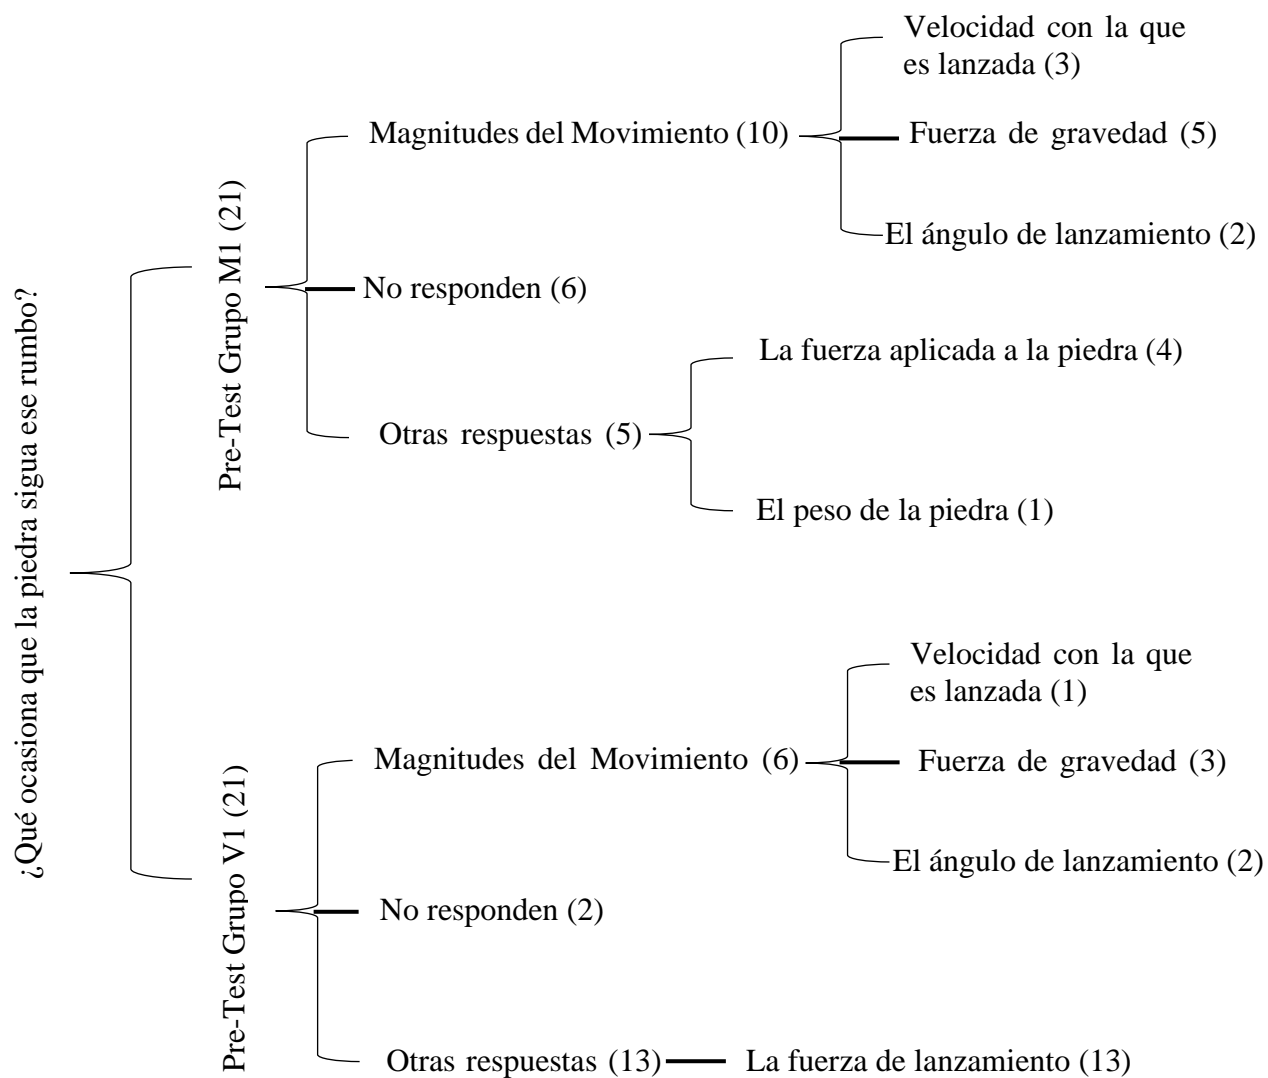 ¿Qué ocasiona que la piedra sigua ese rumbo?
Pre-Test Grupo M1 (21)
Magnitudes del Movimiento (10)
Velocidad con la que
es lanzada (3)
Fuerza de gravedad (5)
El ángulo de lanzamiento (2)
No responden (6)
Otras respuestas (5)
La fuerza aplicada a la piedra (4)
El peso de la piedra (1)
Pre-Test Grupo V1 (21)
Magnitudes del Movimiento (6)
Velocidad con la que
es lanzada (1)
Fuerza de gravedad (3)
El ángulo de lanzamiento (2)
No responden (2)
Otras respuestas (13)
La fuerza de lanzamiento (13)